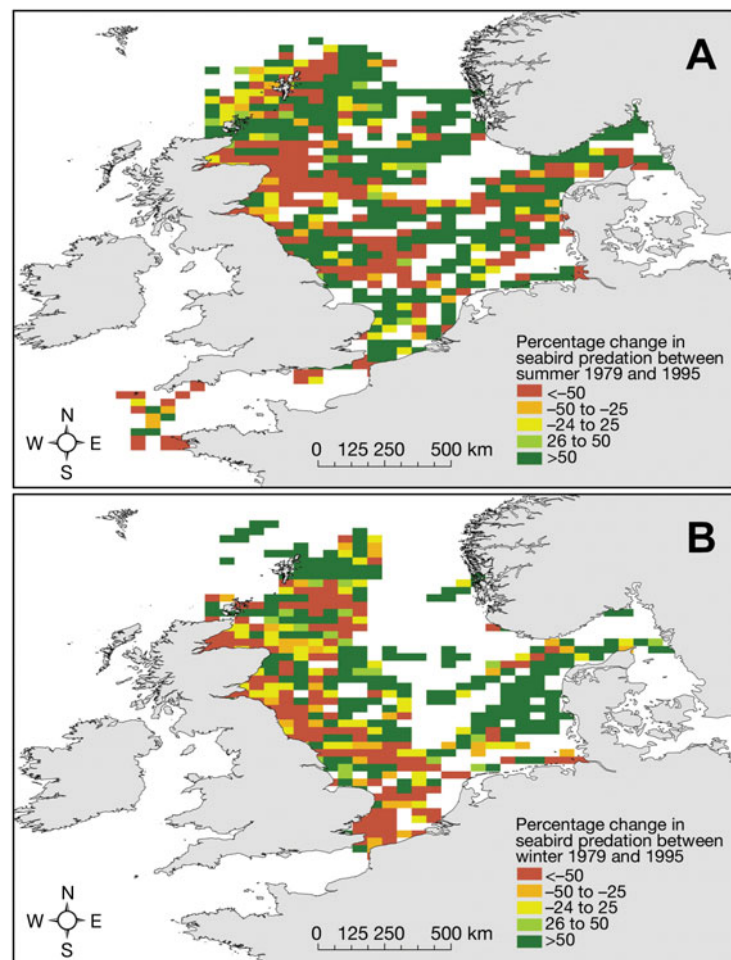 A
Percentage change in
seabird predation between
summer 1979 and 1995
<-50
-50 to -25
-24 to 25
26 to 50
>50
N
W E
S
0 125 250 500 km
B
Percentage change in
seabird predation between
winter 1979 and 1995
<-50
-50 to -25
-24 to 25
26 to 50
>50
N
W E
S
0 125 250 500 km